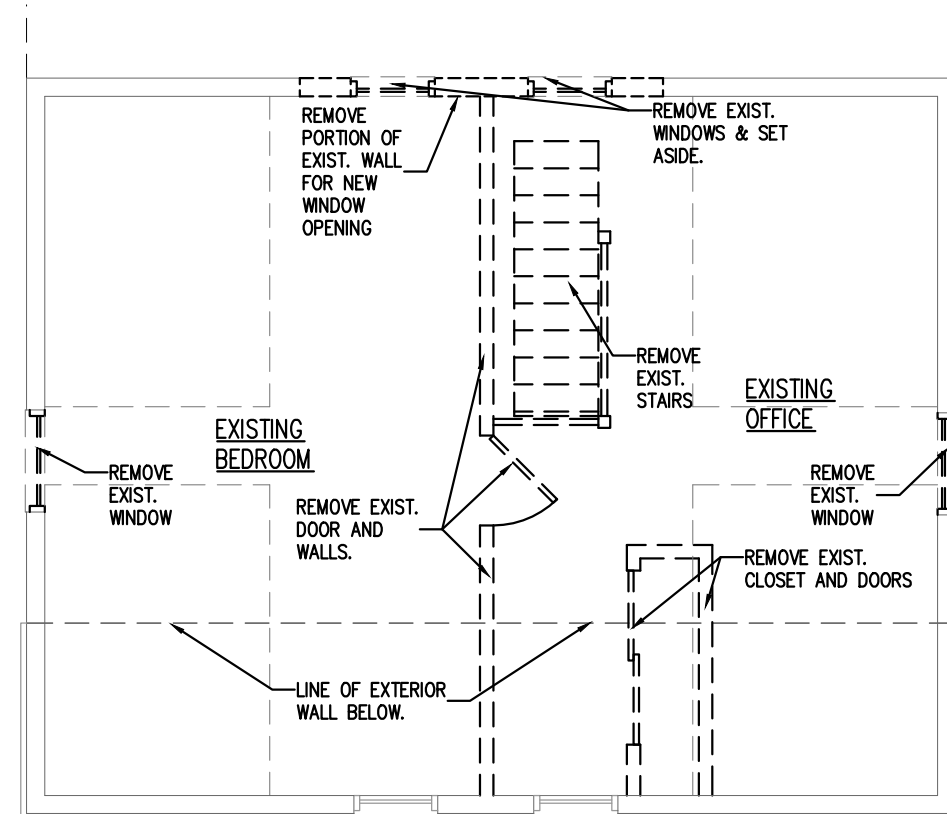 REMOVE
PORTION OF
EXIST. WALL
FOR NEW
WINDOW
OPENING
REMOVE EXIST.
WINDOWS & SET
ASIDE.
REMOVE
EXIST.
STAIRS
EXISTING
OFFICE
EXISTING
BEDROOM
REMOVE
EXIST.
WINDOW
REMOVE EXIST.
DOOR AND
WALLS.
REMOVE
EXIST.
WINDOW
REMOVE EXIST.
CLOSET AND DOORS
LINE OF EXTERIOR
WALL BELOW.